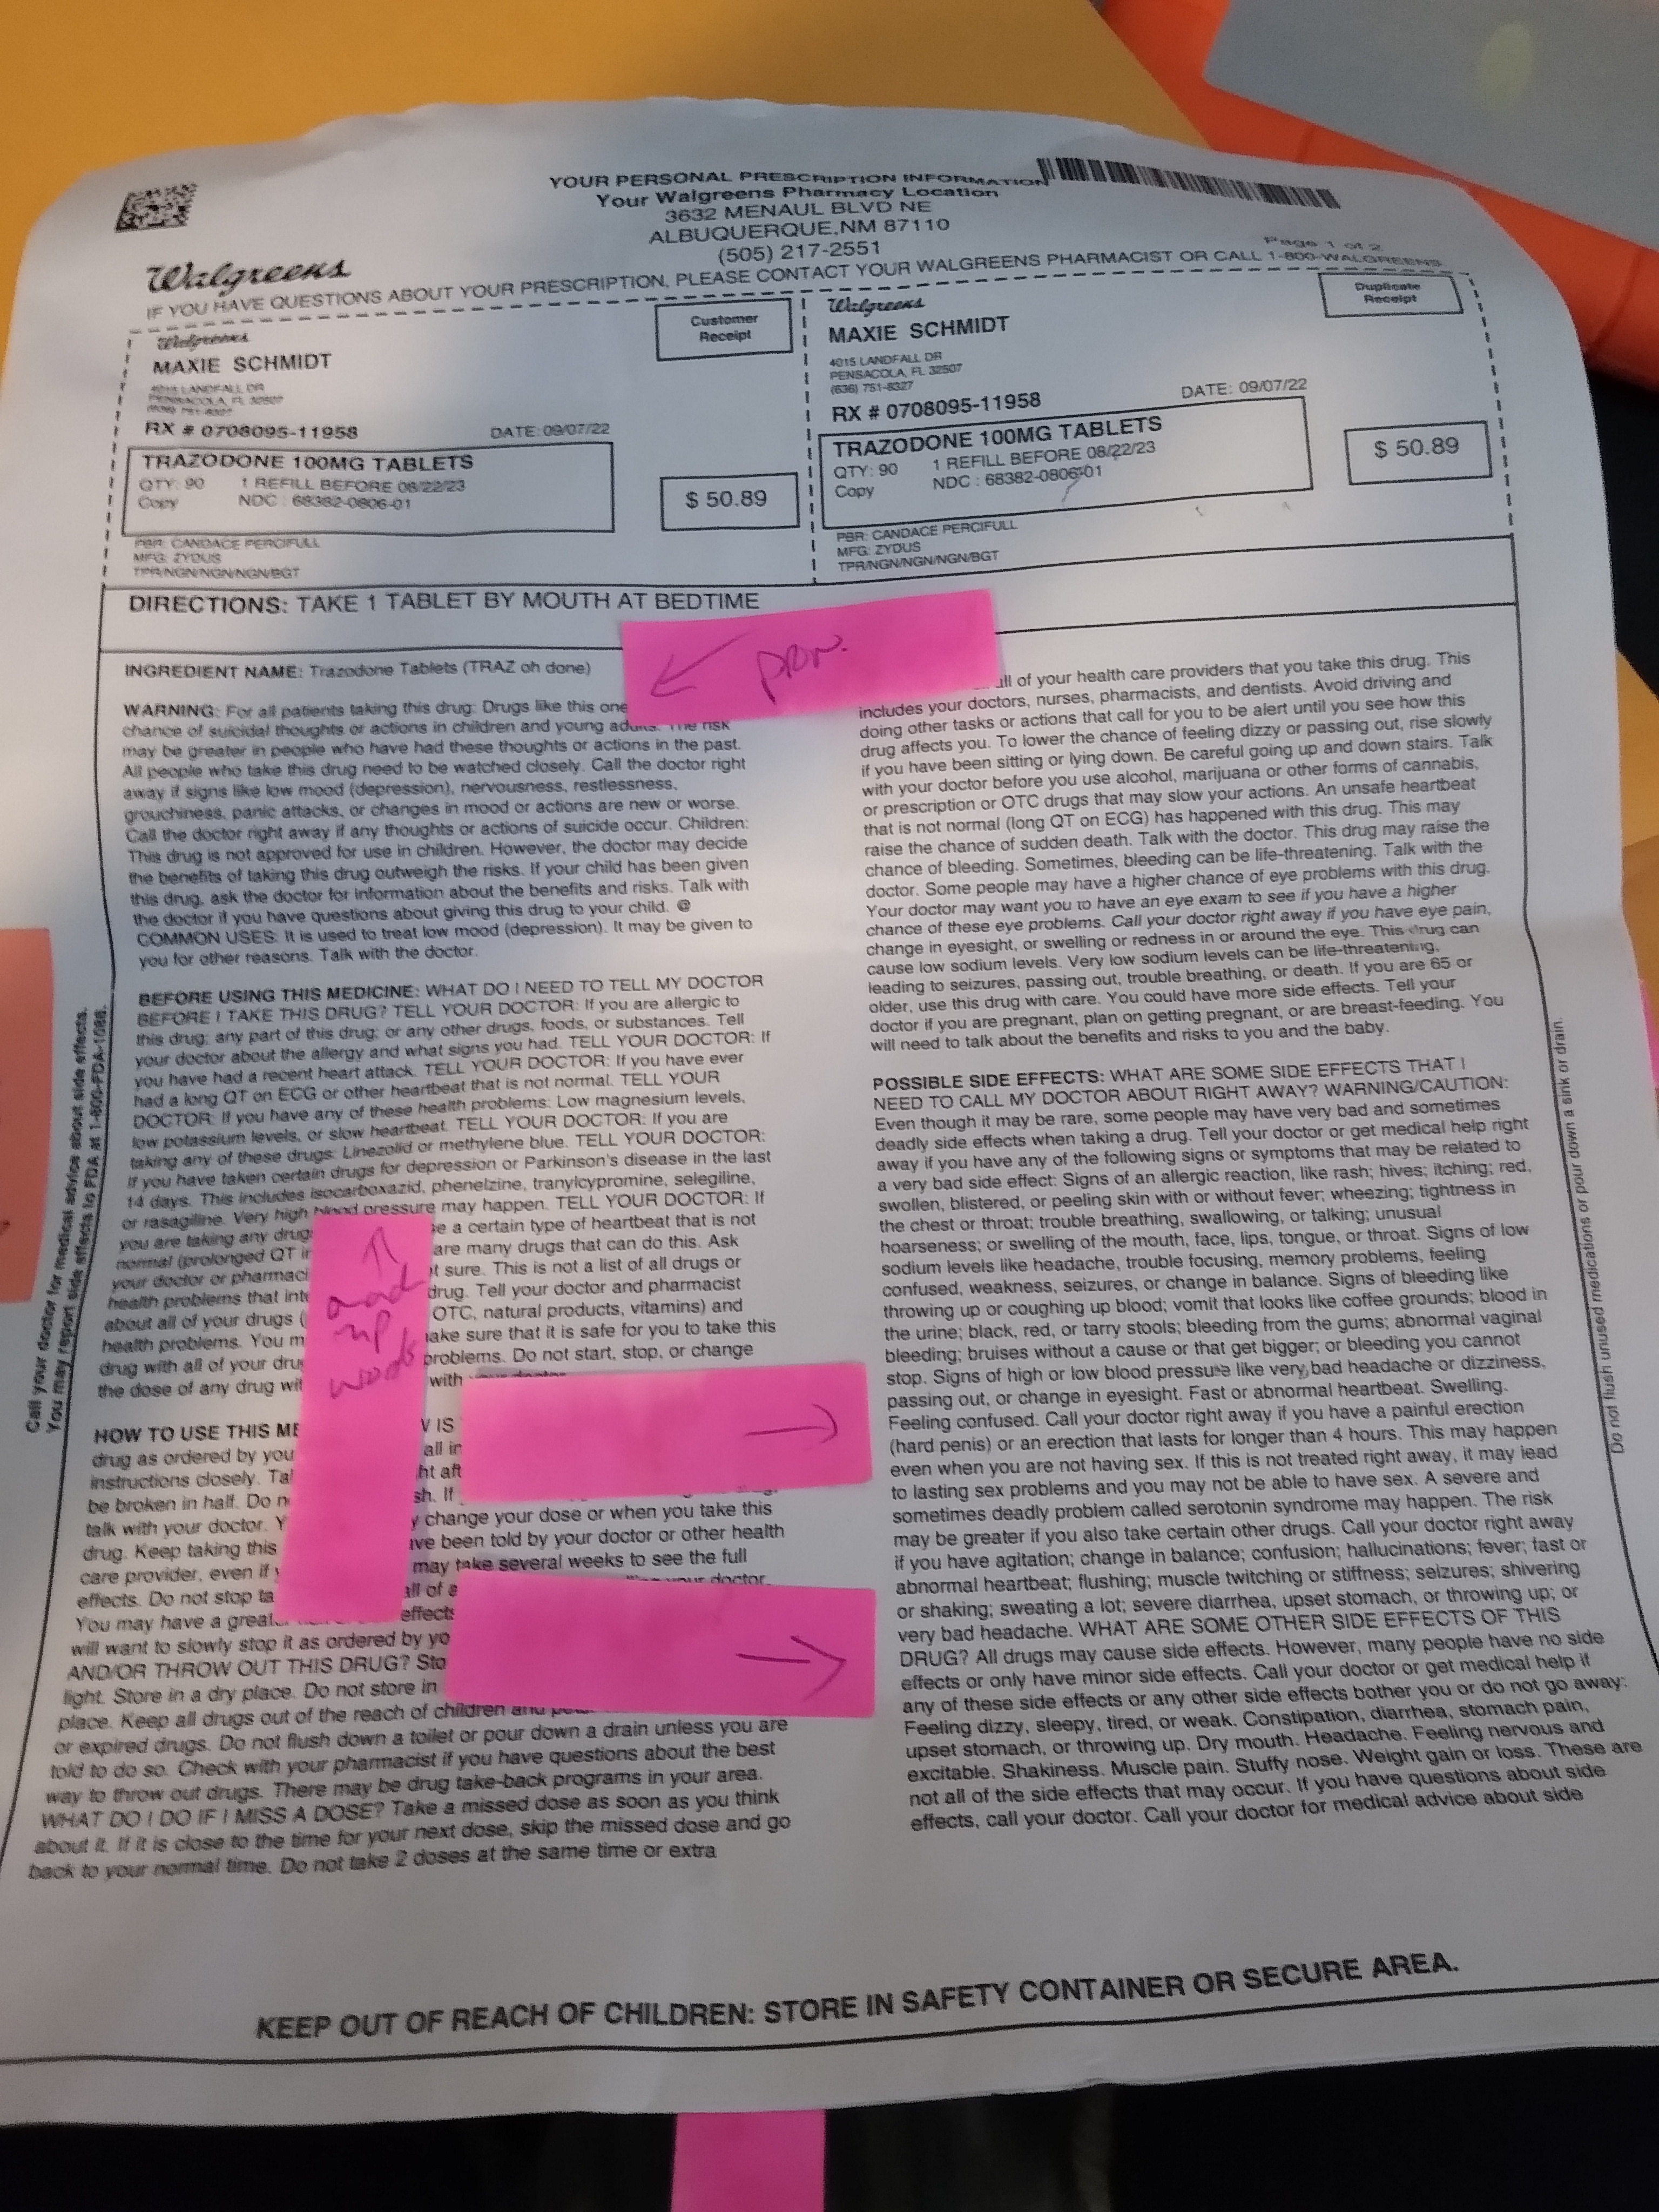 YOUR PERSONAL PRESCRIPTION INFORMATION
Your Walgreens Pharmacy Location
3632 MENAUL BLVD NE
ALBUQUERQUE,NM 87110
(505) 217-2551
Page 1 of 2
Walgreens
IF YOU HAVE QUESTIONS ABOUT YOUR PRESCRIPTION, PLEASE CONTACT YOUR WALGREENS PHARMACIST OR CALL 1-800-WALGREENS.
Walgreens
Customer
Receipt
MAXIE SCHMIDT
4015 LANDFALL DR
PENSACOLA, FL 32507
(636) 751-8327
RX # 0708095-11958
DATE: 09/07/22
TRAZODONE 100MG TABLETS
QTY: 90 1 REFILL BEFORE 08/22/23
Copy NDC : 68382-0806-01
$ 50.89
PBR: CANDACE PERCIFULL
MFG: ZYDUS
TPR/NGN/NGN/NGN/BGT
Walgreens
Duplicate
Receipt
MAXIE SCHMIDT
4015 LANDFALL DR
PENSACOLA, FL 32507
(636) 751-8327
RX # 0708095-11958
DATE: 09/07/22
TRAZODONE 100MG TABLETS
QTY: 90 1 REFILL BEFORE 08/22/23
Copy NDC : 68382-0806-01
$ 50.89
PBR: CANDACE PERCIFULL
MFG: ZYDUS
TPR/NGN/NGN/NGN/BGT
DIRECTIONS: TAKE 1 TABLET BY MOUTH AT BEDTIME
← prn.
INGREDIENT NAME: Trazodone Tablets (TRAZ oh done)
WARNING: For all patients taking this drug: Drugs like this one
chance of suicidal thoughts or actions in children and young adults. The risk
may be greater in people who have had these thoughts or actions in the past.
All people who take this drug need to be watched closely. Call the doctor right
away if signs like low mood (depression), nervousness, restlessness,
grouchiness, panic attacks, or changes in mood or actions are new or worse.
Call the doctor right away if any thoughts or actions of suicide occur. Children:
This drug is not approved for use in children. However, the doctor may decide
the benefits of taking this drug outweigh the risks. If your child has been given
this drug, ask the doctor for information about the benefits and risks. Talk with
the doctor if you have questions about giving this drug to your child. @
COMMON USES: It is used to treat low mood (depression). It may be given to
you for other reasons. Talk with the doctor.
BEFORE USING THIS MEDICINE: WHAT DO I NEED TO TELL MY DOCTOR
BEFORE I TAKE THIS DRUG? TELL YOUR DOCTOR: If you are allergic to
this drug; any part of this drug; or any other drugs, foods, or substances. Tell
your doctor about the allergy and what signs you had. TELL YOUR DOCTOR: If
you have had a recent heart attack. TELL YOUR DOCTOR: If you have ever
had a long QT on ECG or other heartbeat that is not normal. TELL YOUR
DOCTOR: If you have any of these health problems: Low magnesium levels,
low potassium levels, or slow heartbeat. TELL YOUR DOCTOR: If you are
taking any of these drugs: Linezolid or methylene blue. TELL YOUR DOCTOR:
If you have taken certain drugs for depression or Parkinson's disease in the last
14 days. This includes isocarboxazid, phenelzine, tranylcypromine, selegiline,
or rasagiline. Very high blood pressure may happen. TELL YOUR DOCTOR: If
you are taking any drug se a certain type of heartbeat that is not
normal (prolonged QT in are many drugs that can do this. Ask
your doctor or pharmaci t sure. This is not a list of all drugs or
health problems that inte drug. Tell your doctor and pharmacist
about all of your drugs ( OTC, natural products, vitamins) and
health problems. You m ake sure that it is safe for you to take this
drug with all of your dru problems. Do not start, stop, or change
the dose of any drug wit with your doctor.
↑
and
→
HOW TO USE THIS ME W IS
drug as ordered by you all in
instructions closely. Tal ht aft
be broken in half. Do n sh. If
talk with your doctor. Y y change your dose or when you take this
drug. Keep taking this ave been told by your doctor or other health
care provider, even if y may take several weeks to see the full
effects. Do not stop ta all of a your doctor.
You may have a great effects
will want to slowly stop it as ordered by yo
AND/OR THROW OUT THIS DRUG? Sto
light. Store in a dry place. Do not store in
→
place. Keep all drugs out of the reach of children and
or expired drugs. Do not flush down a toilet or pour down a drain unless you are
told to do so. Check with your pharmacist if you have questions about the best
way to throw out drugs. There may be drug take-back programs in your area.
WHAT DO I DO IF I MISS A DOSE? Take a missed dose as soon as you think
about it. If it is close to the time for your next dose, skip the missed dose and go
back to your normal time. Do not take 2 doses at the same time or extra
all of your health care providers that you take this drug. This
includes your doctors, nurses, pharmacists, and dentists. Avoid driving and
doing other tasks or actions that call for you to be alert until you see how this
drug affects you. To lower the chance of feeling dizzy or passing out, rise slowly
if you have been sitting or lying down. Be careful going up and down stairs. Talk
with your doctor before you use alcohol, marijuana or other forms of cannabis,
or prescription or OTC drugs that may slow your actions. An unsafe heartbeat
that is not normal (long QT on ECG) has happened with this drug. This may
raise the chance of sudden death. Talk with the doctor. This drug may raise the
chance of bleeding. Sometimes, bleeding can be life-threatening. Talk with the
doctor. Some people may have a higher chance of eye problems with this drug.
Your doctor may want you to have an eye exam to see if you have a higher
chance of these eye problems. Call your doctor right away if you have eye pain,
change in eyesight, or swelling or redness in or around the eye. This drug can
cause low sodium levels. Very low sodium levels can be life-threatening,
leading to seizures, passing out, trouble breathing, or death. If you are 65 or
older, use this drug with care. You could have more side effects. Tell your
doctor if you are pregnant, plan on getting pregnant, or are breast-feeding. You
will need to talk about the benefits and risks to you and the baby.
POSSIBLE SIDE EFFECTS: WHAT ARE SOME SIDE EFFECTS THAT I
NEED TO CALL MY DOCTOR ABOUT RIGHT AWAY? WARNING/CAUTION:
Even though it may be rare, some people may have very bad and sometimes
deadly side effects when taking a drug. Tell your doctor or get medical help right
away if you have any of the following signs or symptoms that may be related to
a very bad side effect: Signs of an allergic reaction, like rash; hives; itching; red,
swollen, blistered, or peeling skin with or without fever; wheezing; tightness in
the chest or throat; trouble breathing, swallowing, or talking; unusual
hoarseness; or swelling of the mouth, face, lips, tongue, or throat. Signs of low
sodium levels like headache, trouble focusing, memory problems, feeling
confused, weakness, seizures, or change in balance. Signs of bleeding like
throwing up or coughing up blood; vomit that looks like coffee grounds; blood in
the urine; black, red, or tarry stools; bleeding from the gums; abnormal vaginal
bleeding; bruises without a cause or that get bigger; or bleeding you cannot
stop. Signs of high or low blood pressure like very bad headache or dizziness,
passing out, or change in eyesight. Fast or abnormal heartbeat. Swelling.
Feeling confused. Call your doctor right away if you have a painful erection
(hard penis) or an erection that lasts for longer than 4 hours. This may happen
even when you are not having sex. If this is not treated right away, it may lead
to lasting sex problems and you may not be able to have sex. A severe and
sometimes deadly problem called serotonin syndrome may happen. The risk
may be greater if you also take certain other drugs. Call your doctor right away
if you have agitation; change in balance; confusion; hallucinations; fever; fast or
abnormal heartbeat; flushing; muscle twitching or stiffness; seizures; shivering
or shaking; sweating a lot; severe diarrhea, upset stomach, or throwing up; or
very bad headache. WHAT ARE SOME OTHER SIDE EFFECTS OF THIS
DRUG? All drugs may cause side effects. However, many people have no side
effects or only have minor side effects. Call your doctor or get medical help if
any of these side effects or any other side effects bother you or do not go away:
Feeling dizzy, sleepy, tired, or weak. Constipation, diarrhea, stomach pain,
upset stomach, or throwing up. Dry mouth. Headache. Feeling nervous and
excitable. Shakiness. Muscle pain. Stuffy nose. Weight gain or loss. These are
not all of the side effects that may occur. If you have questions about side
effects, call your doctor. Call your doctor for medical advice about side
Call your doctor for medical advice about side effects.
You may report side effects to FDA at 1-800-FDA-1088.
Do not flush unused medications or pour down a sink or drain.
KEEP OUT OF REACH OF CHILDREN: STORE IN SAFETY CONTAINER OR SECURE AREA.